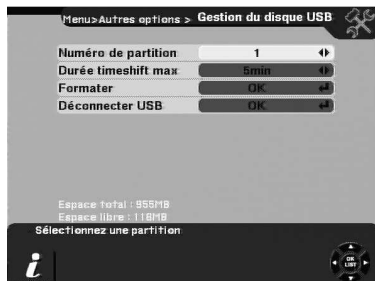 Menu>Autres options > Gestion du disque USB
Numéro de partition 1
Durée timeshift max 5min
Formater OK
Déconnecter USB OK
Espace total : 955MB
Espace libre : 118MB
Sélectionnez une partition
i
OK
LIST